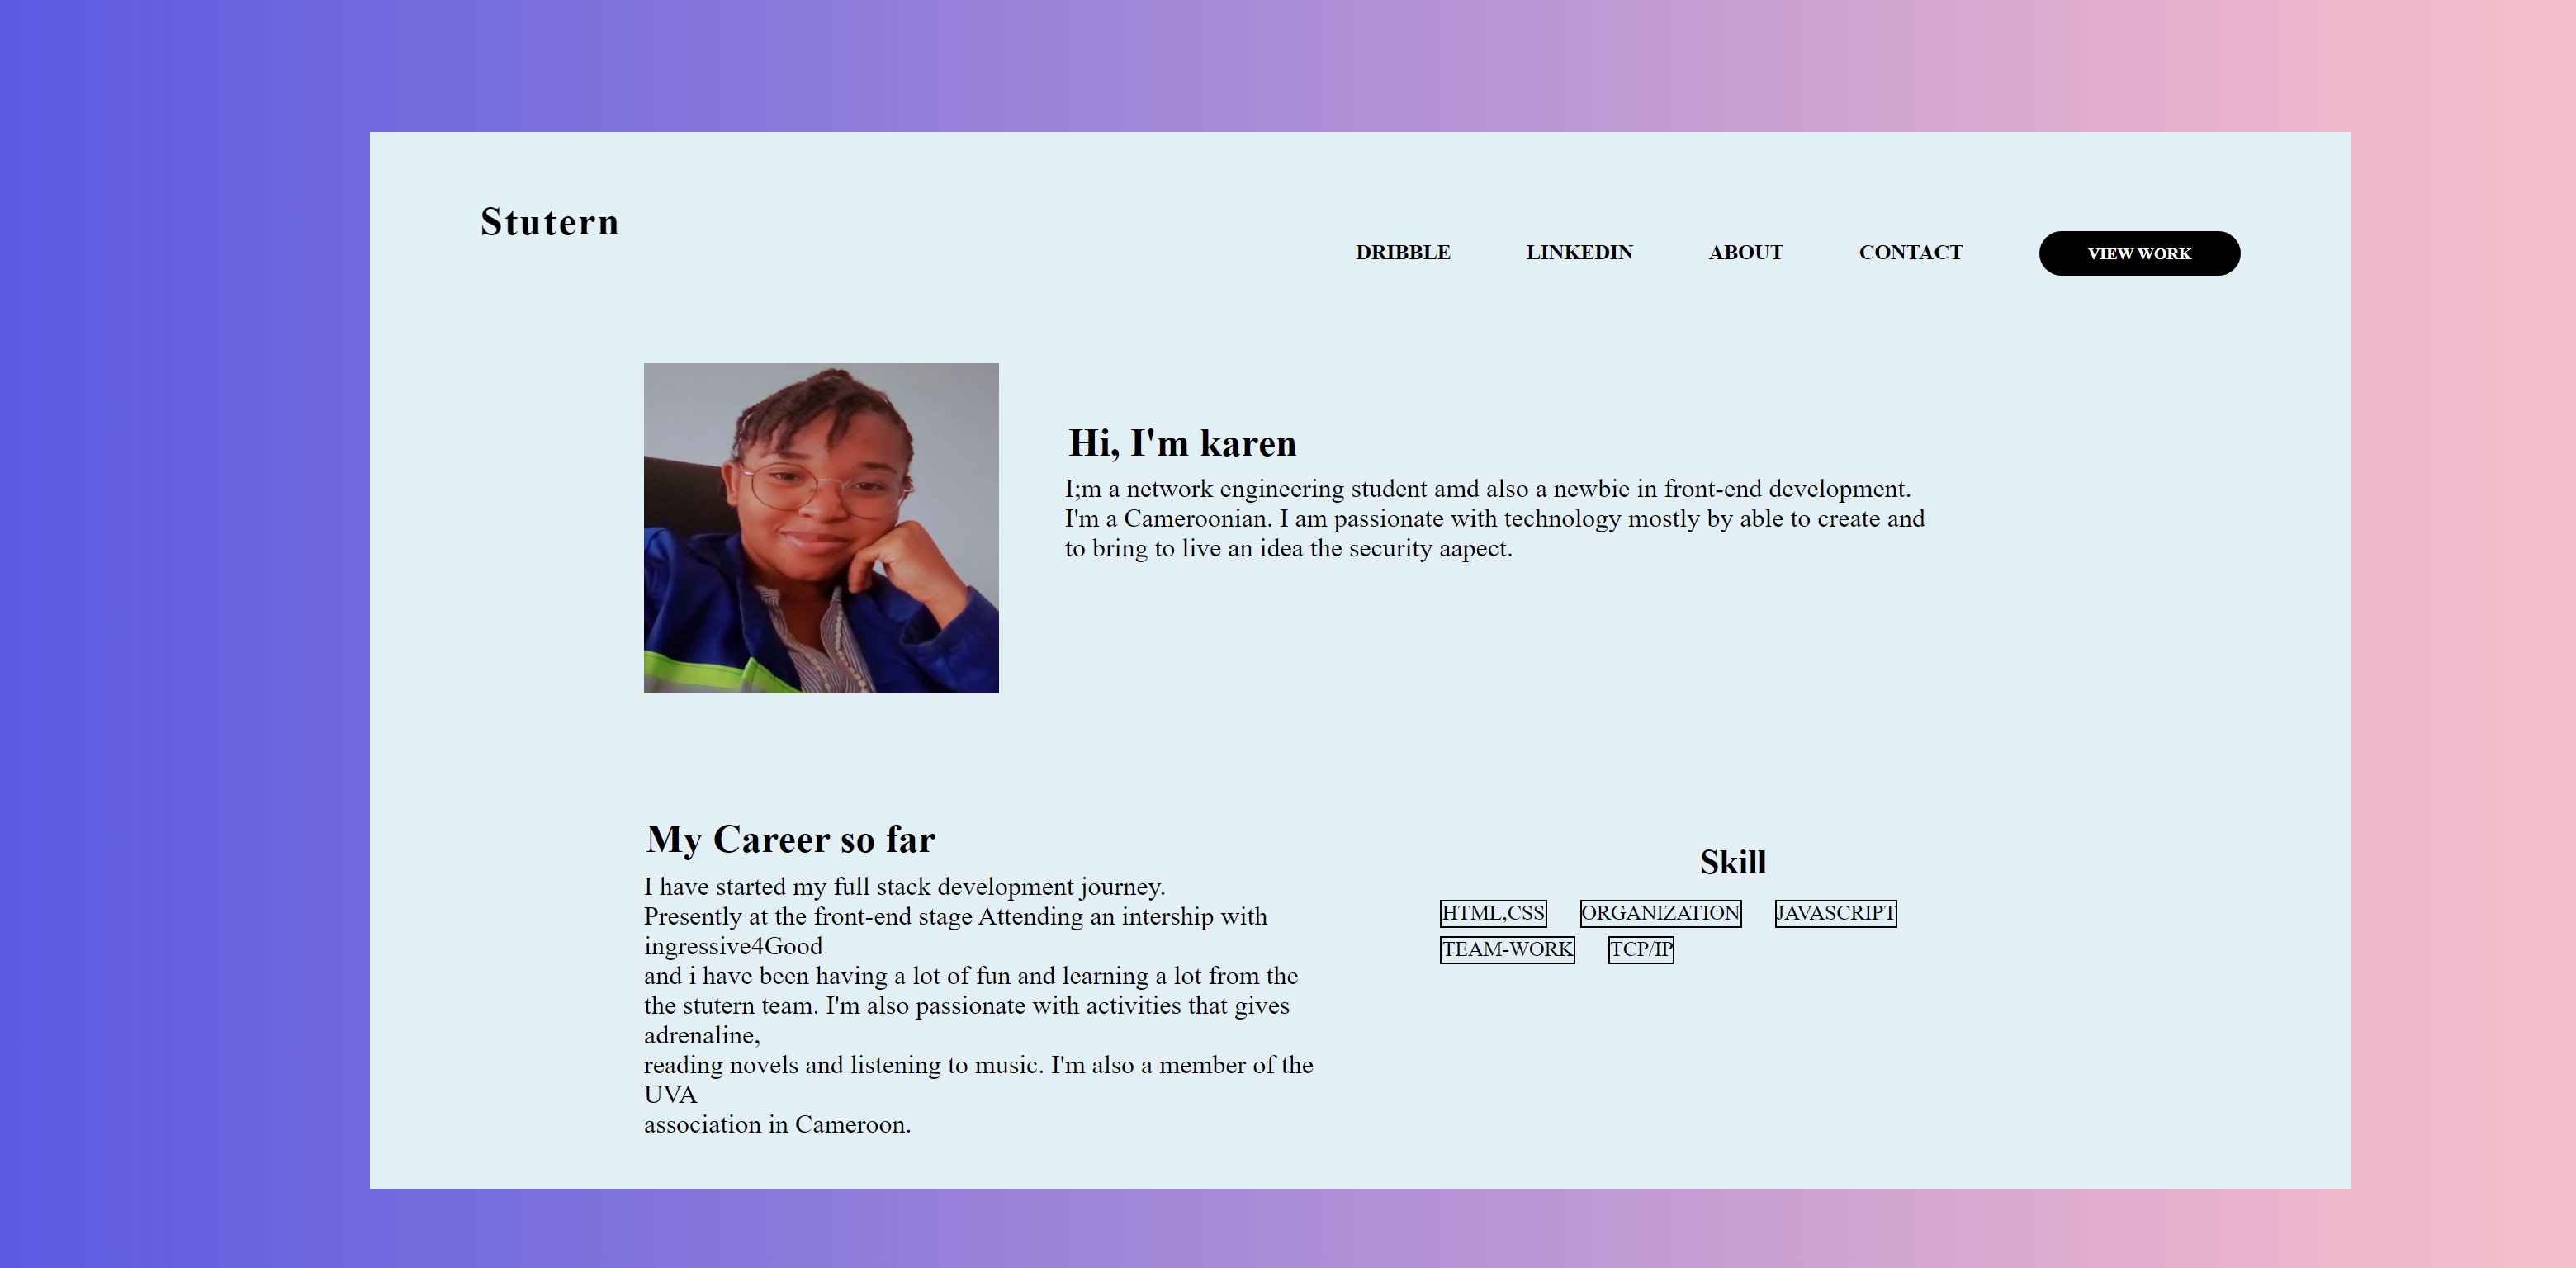 Stutern
DRIBBLE LINKEDIN ABOUT CONTACT VIEW WORK
Hi, I'm karen
I;m a network engineering student amd also a newbie in front-end development.
I'm a Cameroonian. I am passionate with technology mostly by able to create and
to bring to live an idea the security aapect.
My Career so far
I have started my full stack development journey.
Presently at the front-end stage Attending an intership with
ingressive4Good
and i have been having a lot of fun and learning a lot from the
the stutern team. I'm also passionate with activities that gives
adrenaline,
reading novels and listening to music. I'm also a member of the
UVA
association in Cameroon.
Skill
HTML,CSS ORGANIZATION JAVASCRIPT
TEAM-WORK TCP/IP